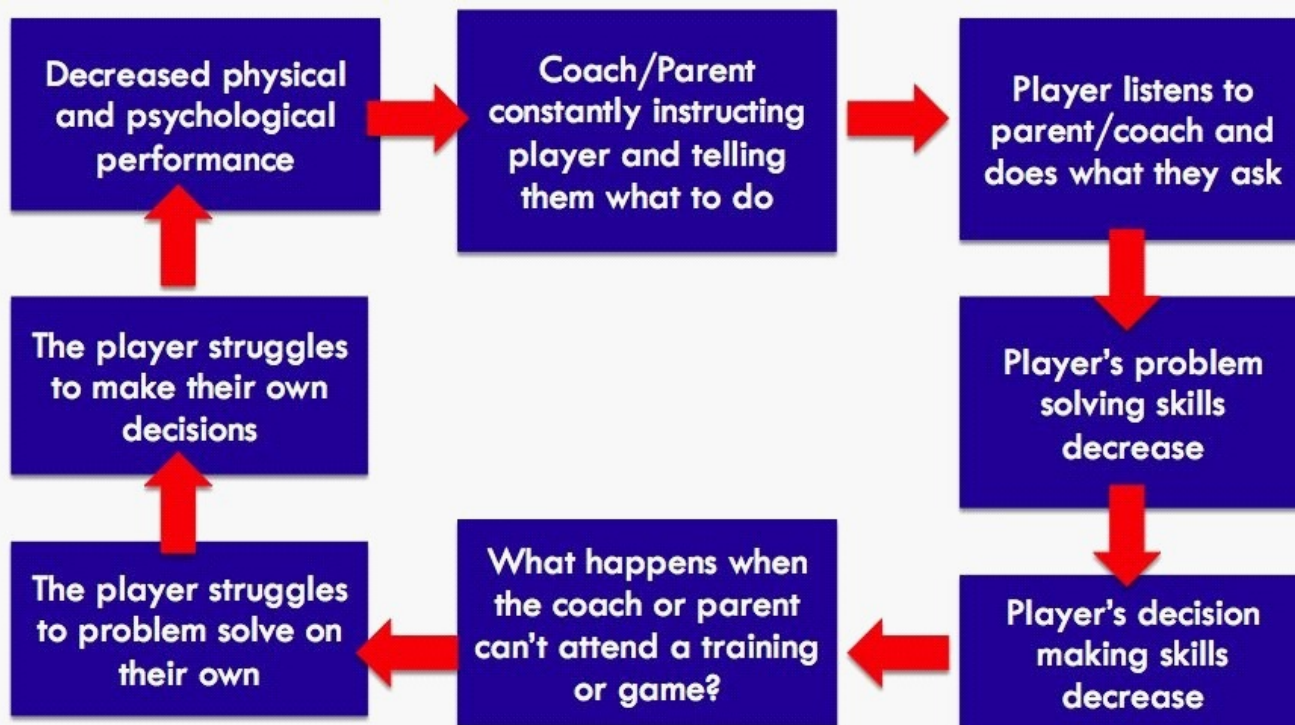 Decreased physical
and psychological
performance
Coach/Parent
constantly instructing
player and telling
them what to do
Player listens to
parent/coach and
does what they ask
Player’s problem
solving skills
decrease
Player’s decision
making skills
decrease
What happens when
the coach or parent
can’t attend a training
or game?
The player struggles
to problem solve on
their own
The player struggles
to make their own
decisions